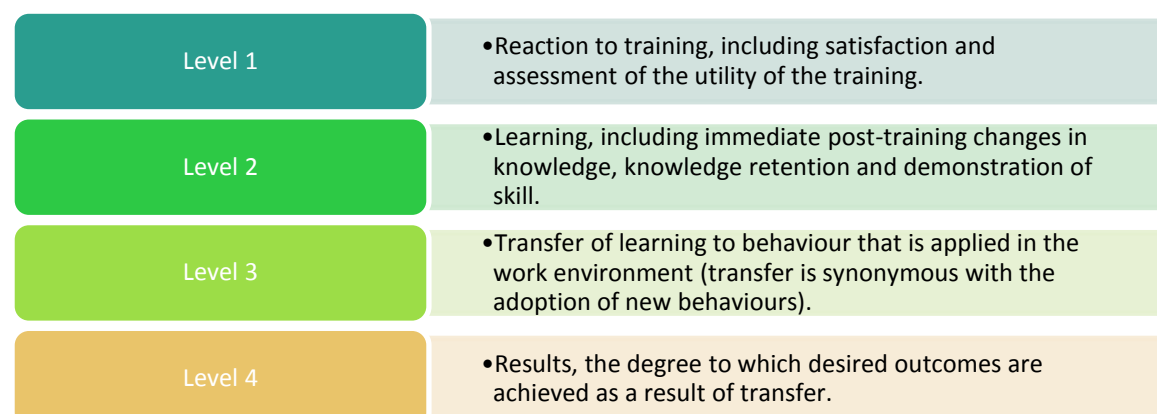 Level 1
•Reaction to training, including satisfaction and
assessment of the utility of the training.
Level 2
•Learning, including immediate post-training changes in
knowledge, knowledge retention and demonstration of
skill.
Level 3
•Transfer of learning to behaviour that is applied in the
work environment (transfer is synonymous with the
adoption of new behaviours).
Level 4
•Results, the degree to which desired outcomes are
achieved as a result of transfer.